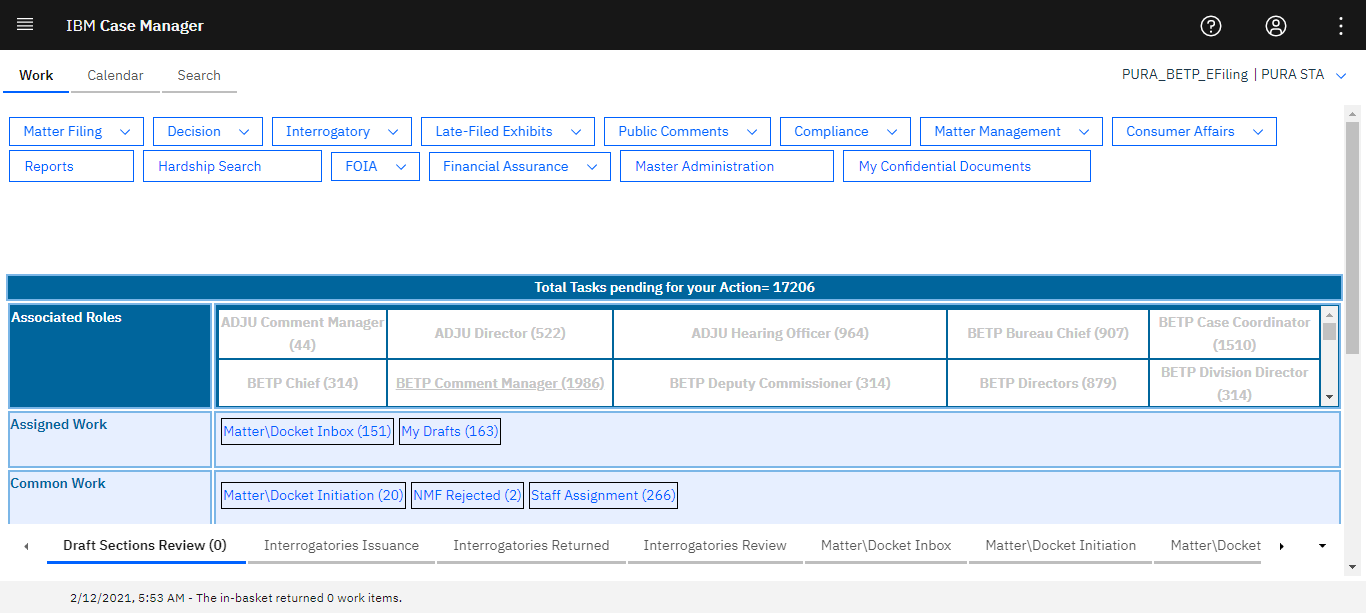 IBM Case Manager
Work Calendar Search PURA_BETP_EFiling | PURA STA
Matter Filing Decision Interrogatory Late-Filed Exhibits Public Comments Compliance Matter Management Consumer Affairs
Reports Hardship Search FOIA Financial Assurance Master Administration My Confidential Documents
Total Tasks pending for your Action= 17206
Associated Roles
ADJU Comment Manager (44)
ADJU Director (522)
ADJU Hearing Officer (964)
BETP Bureau Chief (907)
BETP Case Coordinator (1510)
BETP Chief (314)
BETP Comment Manager (1986)
BETP Deputy Commissioner (314)
BETP Directors (879)
BETP Division Director (314)
Assigned Work
Matter\Docket Inbox (151) My Drafts (163)
Common Work
Matter\Docket Initiation (20) NMF Rejected (2) Staff Assignment (266)
Draft Sections Review (0) Interrogatories Issuance Interrogatories Returned Interrogatories Review Matter\Docket Inbox Matter\Docket Initiation Matter\Docket
2/12/2021, 5:53 AM - The in-basket returned 0 work items.